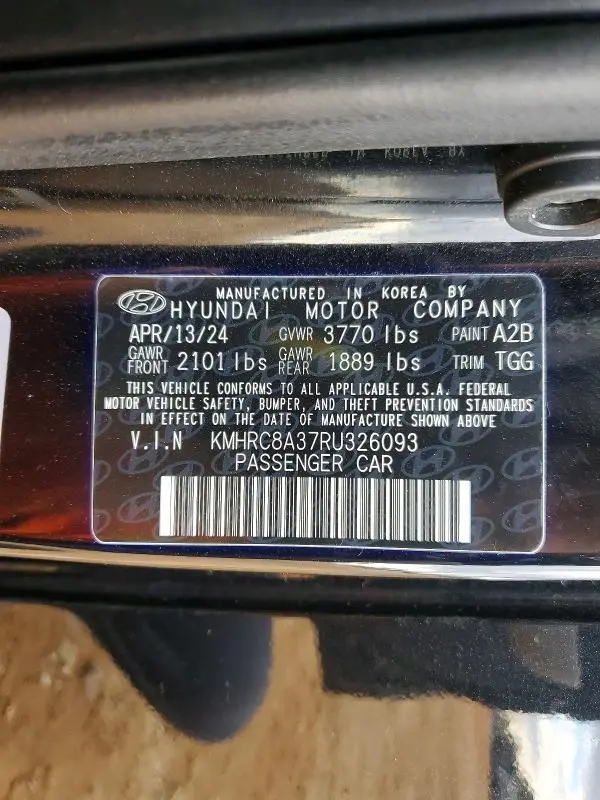 MANUFACTURED IN KOREA BY
HYUNDAI MOTOR COMPANY
APR/13/24 GVWR 3770 lbs PAINT A2B
GAWR FRONT 2101 lbs GAWR REAR 1889 lbs TRIM TGG
THIS VEHICLE CONFORMS TO ALL APPLICABLE U.S.A. FEDERAL
MOTOR VEHICLE SAFETY, BUMPER, AND THEFT PREVENTION STANDARDS
IN EFFECT ON THE DATE OF MANUFACTURE SHOWN ABOVE
V.I.N KMHRC8A37RU326093
PASSENGER CAR